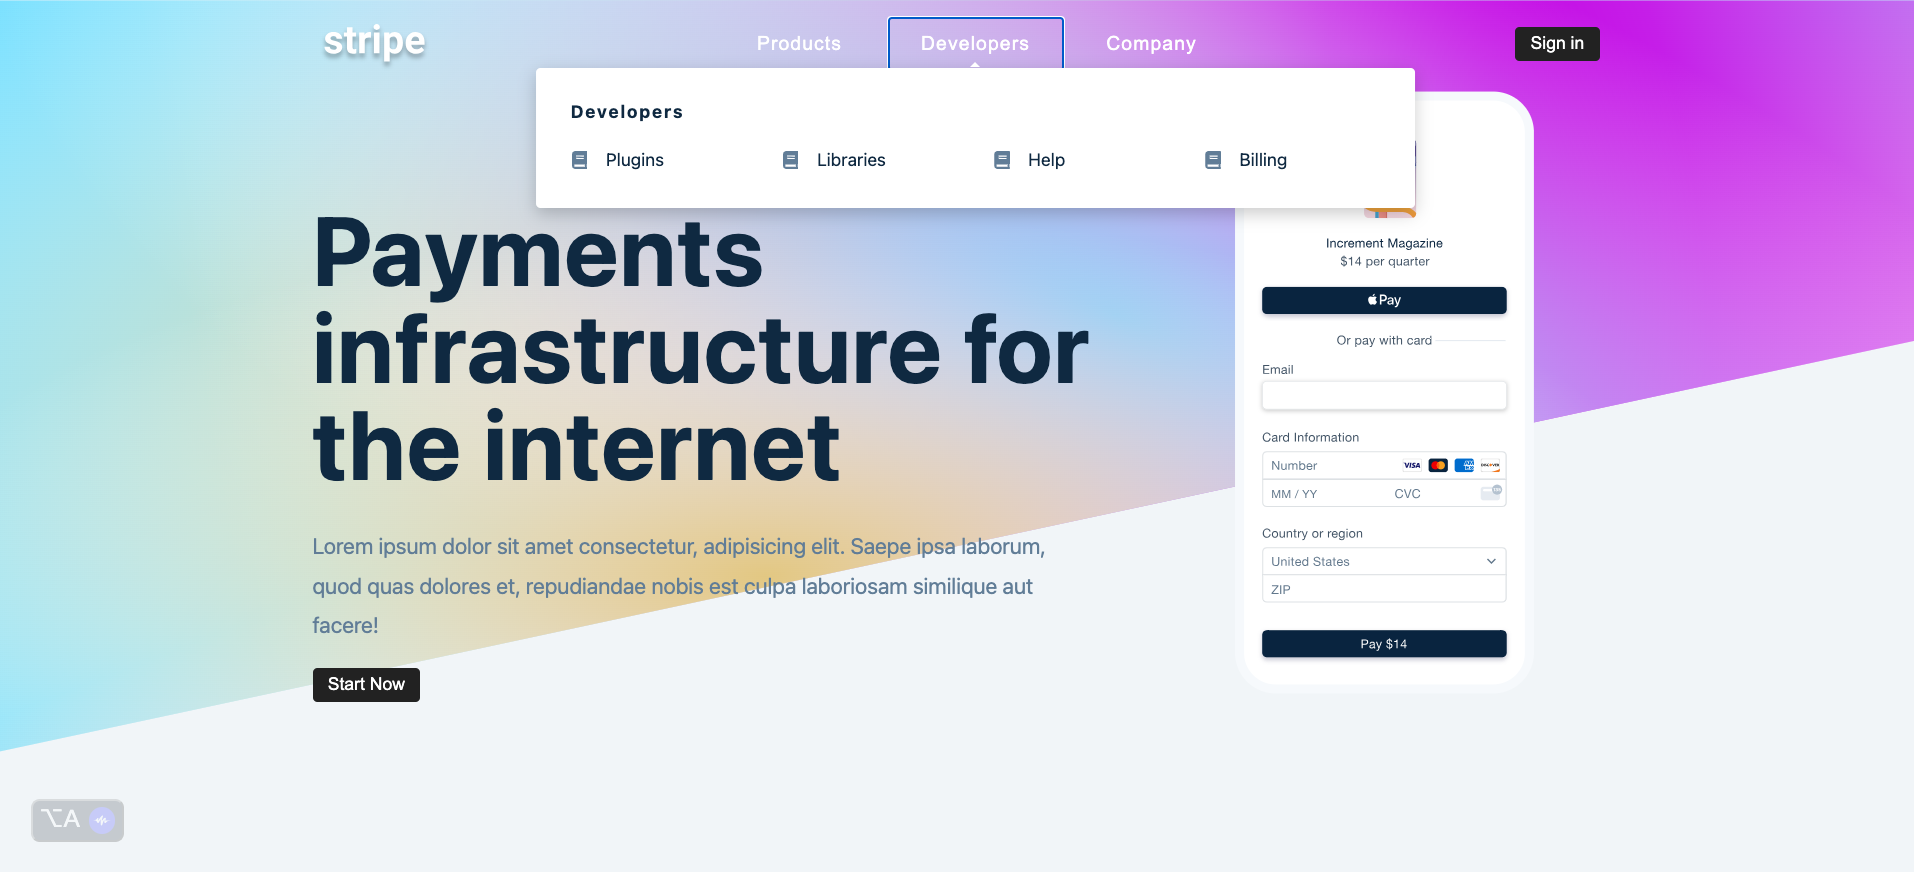 stripe
Products
Developers
Company
Sign in
Developers
Plugins
Libraries
Help
Billing
Payments
infrastructure for
the internet
Lorem ipsum dolor sit amet consectetur, adipisicing elit. Saepe ipsa laborum,
quod quas dolores et, repudiandae nobis est culpa laboriosam similique aut
facere!
Start Now
Increment Magazine
$14 per quarter
Pay
Or pay with card
Email
Card Information
Number
VISA
DISCOVER
MM / YY
CVC
Country or region
United States
ZIP
Pay $14
⌥A